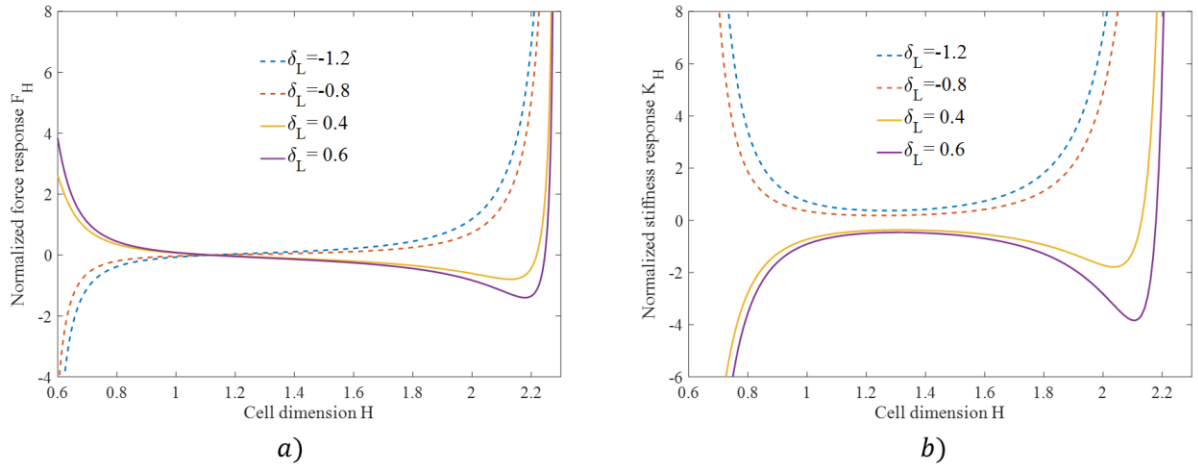 8
6
4
2
0
-2
-4
0.6 0.8 1 1.2 1.4 1.6 1.8 2 2.2
Normalized force response F_H
Cell dimension H
δ_L=-1.2
δ_L=-0.8
δ_L= 0.4
δ_L= 0.6
a)
8
6
4
2
0
-2
-4
-6
0.6 0.8 1 1.2 1.4 1.6 1.8 2 2.2
Normalized stiffness response K_H
Cell dimension H
δ_L=-1.2
δ_L=-0.8
δ_L= 0.4
δ_L= 0.6
b)